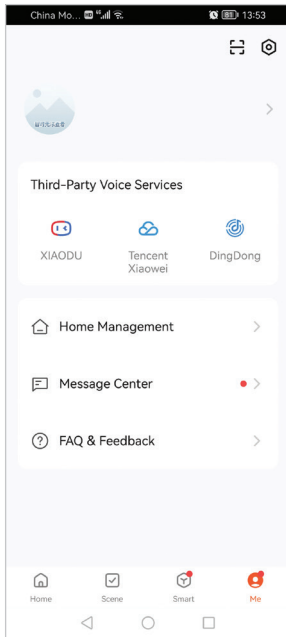 China Mo... 13:53
Third-Party Voice Services
XIAODU
Tencent
Xiaowei
DingDong
Home Management
Message Center
FAQ & Feedback
Home
Scene
Smart
Me